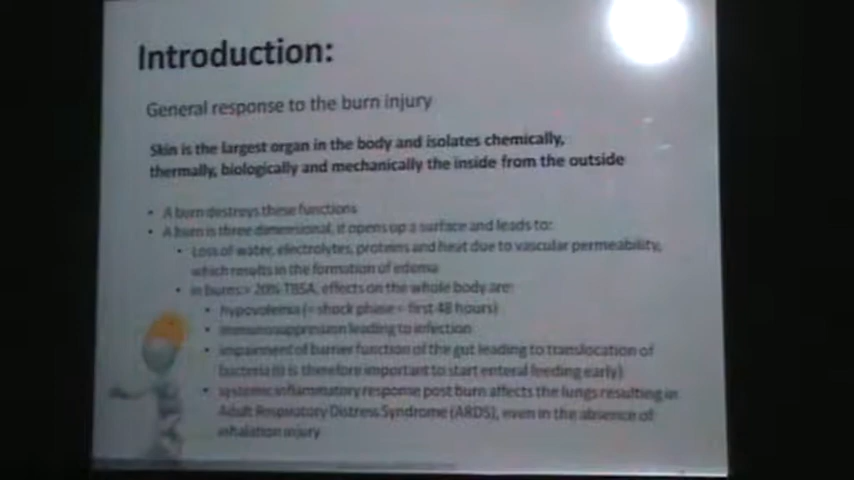 Introduction:
General response to the burn injury
Skin is the largest organ in the body and isolates chemically,
thermally, biologically and mechanically the inside from the outside
• A burn destroys these functions
• A burn is three dimensional, it opens up a surface and leads to:
• Loss of water, electrolytes, proteins and heat due to vascular permeability,
which results in the formation of edema
• in burns > 20% TBSA, effects on the whole body are:
• hypovolemia (= shock phase = first 48 hours)
• immunosuppression leading to infection
• impairment of barrier function of the gut leading to translocation of
bacteria (it is therefore important to start enteral feeding early)
• systemic inflammatory response post burn affects the lungs resulting in
Adult Respiratory Distress Syndrome (ARDS), even in the absence of
inhalation injury